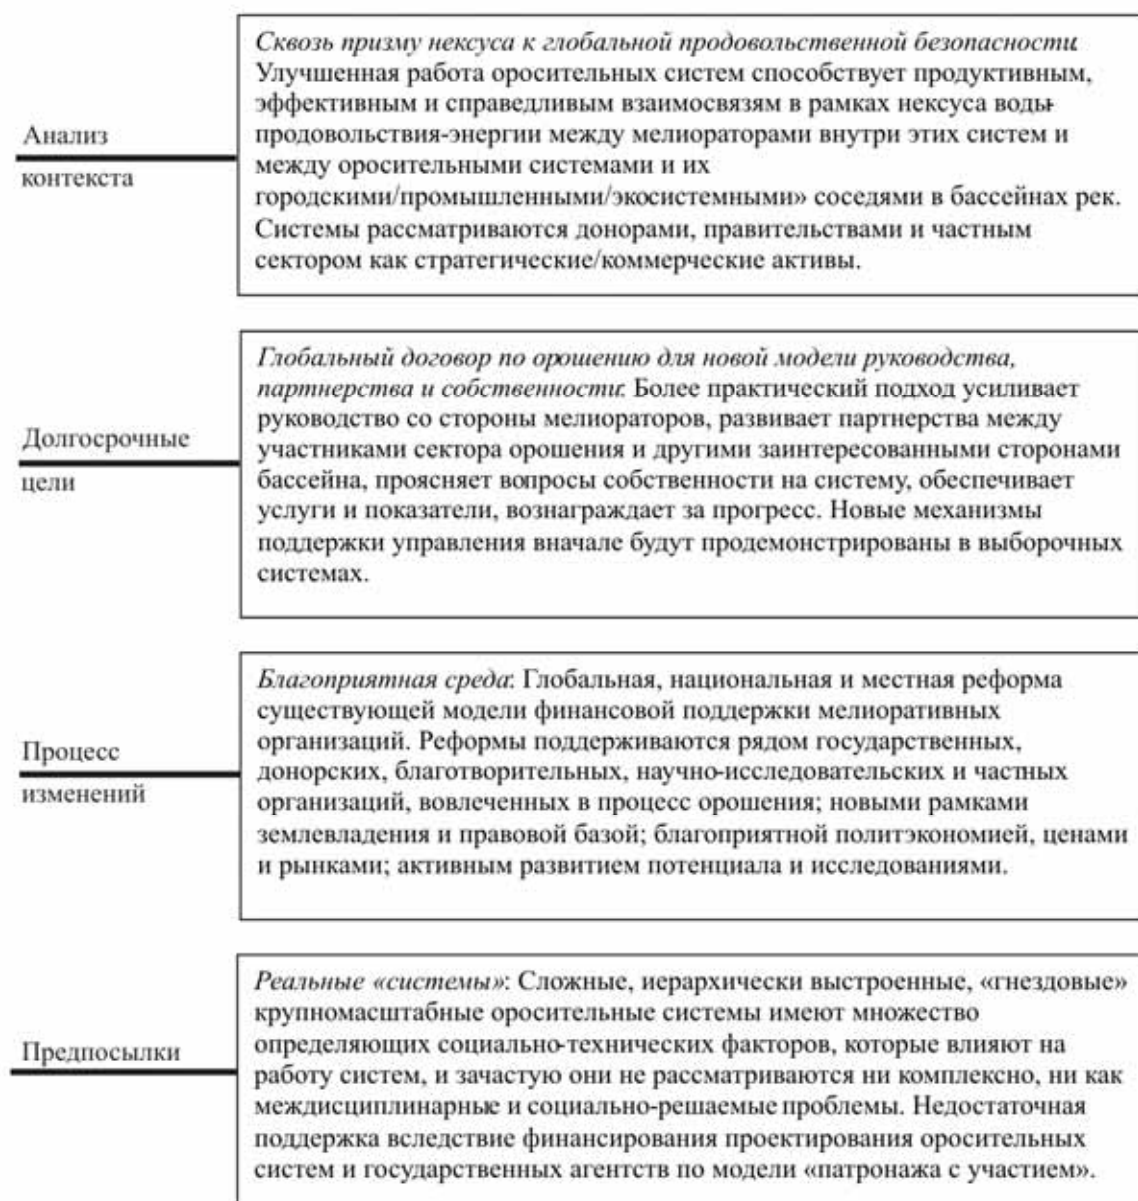 Анализ
контекста
Сквозь призму нексуса к глобальной продовольственной безопасности:
Улучшенная работа оросительных систем способствует продуктивным,
эффективным и справедливым взаимосвязям в рамках нексуса воды-
продовольствия-энергии между мелиораторами внутри этих систем и
между оросительными системами и их
городскими/промышленными/экосистемными» соседями в бассейнах рек.
Системы рассматриваются донорами, правительствами и частным
сектором как стратегические/коммерческие активы.
Долгосрочные
цели
Глобальный договор по орошению для новой модели руководства,
партнерства и собственности: Более практический подход усиливает
руководство со стороны мелиораторов, развивает партнерства между
участниками сектора орошения и другими заинтересованными сторонами
бассейна, проясняет вопросы собственности на систему, обеспечивает
услуги и показатели, вознаграждает за прогресс. Новые механизмы
поддержки управления вначале будут продемонстрированы в выборочных
системах.
Процесс
изменений
Благоприятная среда: Глобальная, национальная и местная реформа
существующей модели финансовой поддержки мелиоративных
организаций. Реформы поддерживаются рядом государственных,
донорских, благотворительных, научно-исследовательских и частных
организаций, вовлеченных в процесс орошения; новыми рамками
землевладения и правовой базой; благоприятной политэкономией, ценами
и рынками; активным развитием потенциала и исследованиями.
Предпосылки
Реальные «системы»: Сложные, иерархически выстроенные, «гнездовые»
крупномасштабные оросительные системы имеют множество
определяющих социально-технических факторов, которые влияют на
работу систем, и зачастую они не рассматриваются ни комплексно, ни как
междисциплинарные и социально-решаемые проблемы. Недостаточная
поддержка вследствие финансирования проектирования оросительных
систем и государственных агентств по модели «патронажа с участием».